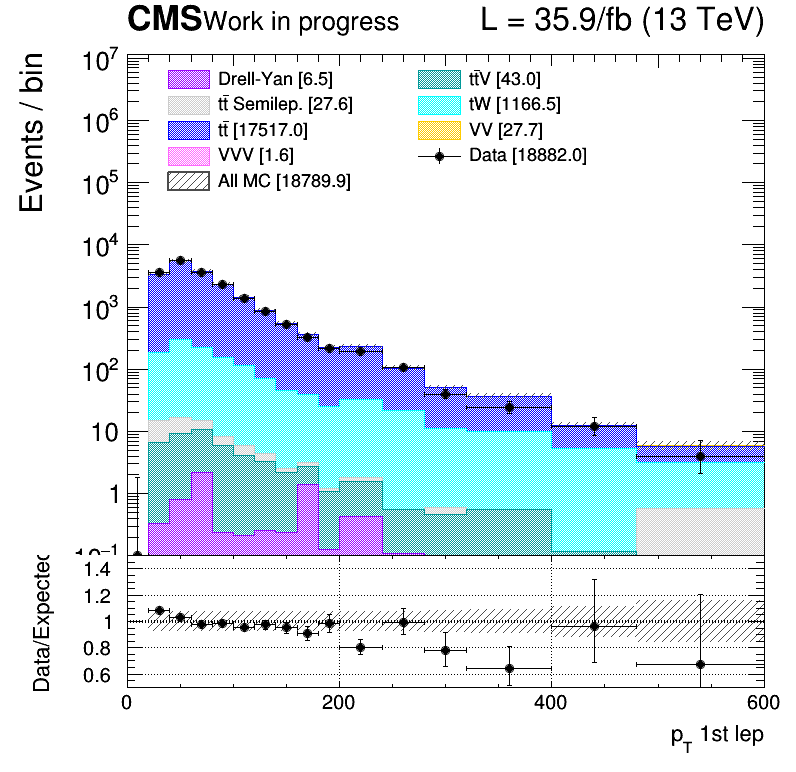 CMS Work in progress L = 35.9/fb (13 TeV)
Events / bin
10⁷
10⁶
10⁵
10⁴
10³
10²
10
1
10⁻¹
Drell-Yan [6.5]
tt̄ Semilep. [27.6]
tt̄ [17517.0]
VVV [1.6]
All MC [18789.9]
tt̄V [43.0]
tW [1166.5]
VV [27.7]
Data [18882.0]
Data/Expected
1.4
1.2
1
0.8
0.6
0 200 400 600
p_T 1st lep